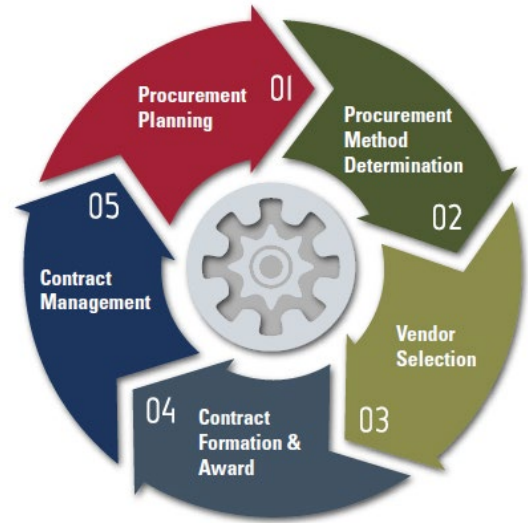 Procurement
Planning
01
Procurement
Method
Determination
02
Vendor
Selection
03
04
Contract
Formation &
Award
05
Contract
Management